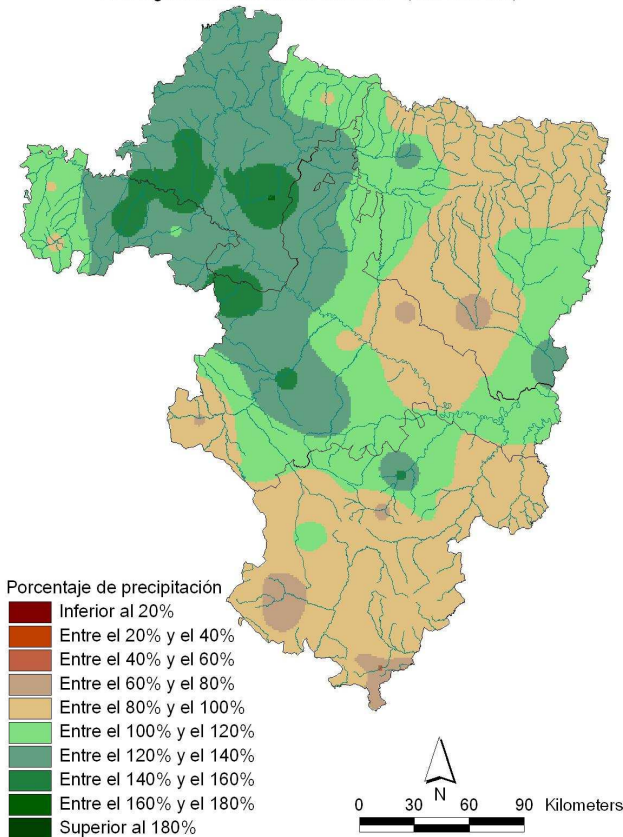 Porcentaje de precipitación
Inferior al 20%
Entre el 20% y el 40%
Entre el 40% y el 60%
Entre el 60% y el 80%
Entre el 80% y el 100%
Entre el 100% y el 120%
Entre el 120% y el 140%
Entre el 140% y el 160%
Entre el 160% y el 180%
Superior al 180%
N
0 30 60 90 Kilometers